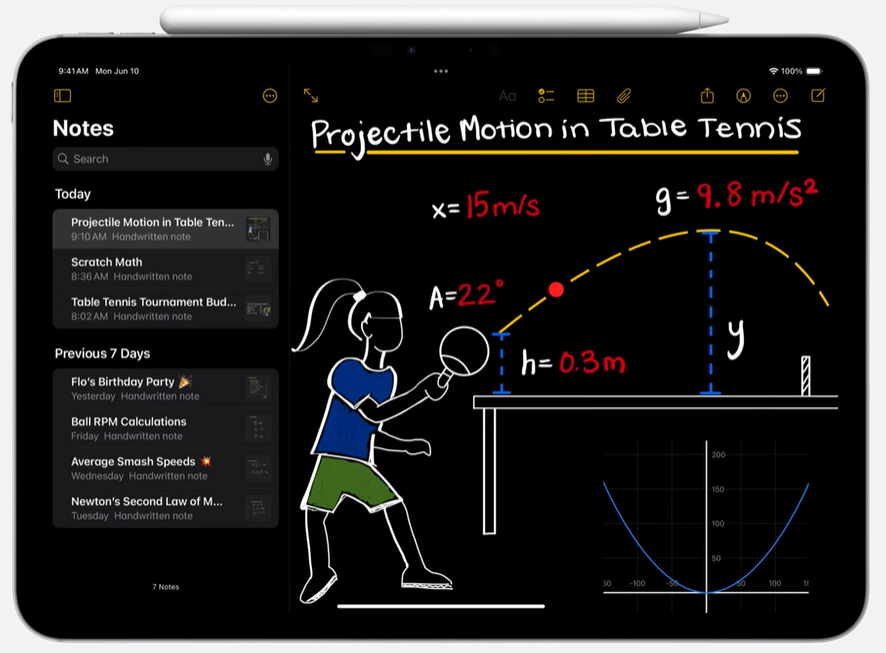 9:41 AM Mon Jun 10
100%
Notes
Search
Today
Projectile Motion in Table Ten...
9:10 AM Handwritten note
Scratch Math
8:36 AM Handwritten note
Table Tennis Tournament Bud...
8:02 AM Handwritten note
Previous 7 Days
Flo's Birthday Party 🎉
Yesterday Handwritten note
Ball RPM Calculations
Friday Handwritten note
Average Smash Speeds 💥
Wednesday Handwritten note
Newton's Second Law of M...
Tuesday Handwritten note
7 Notes
Aa
Projectile Motion in Table Tennis
x= 15m/s
g= 9.8 m/s²
A=22°
h= 0.3m
y
200
150
100
50
50 -100 -50 50 100 15